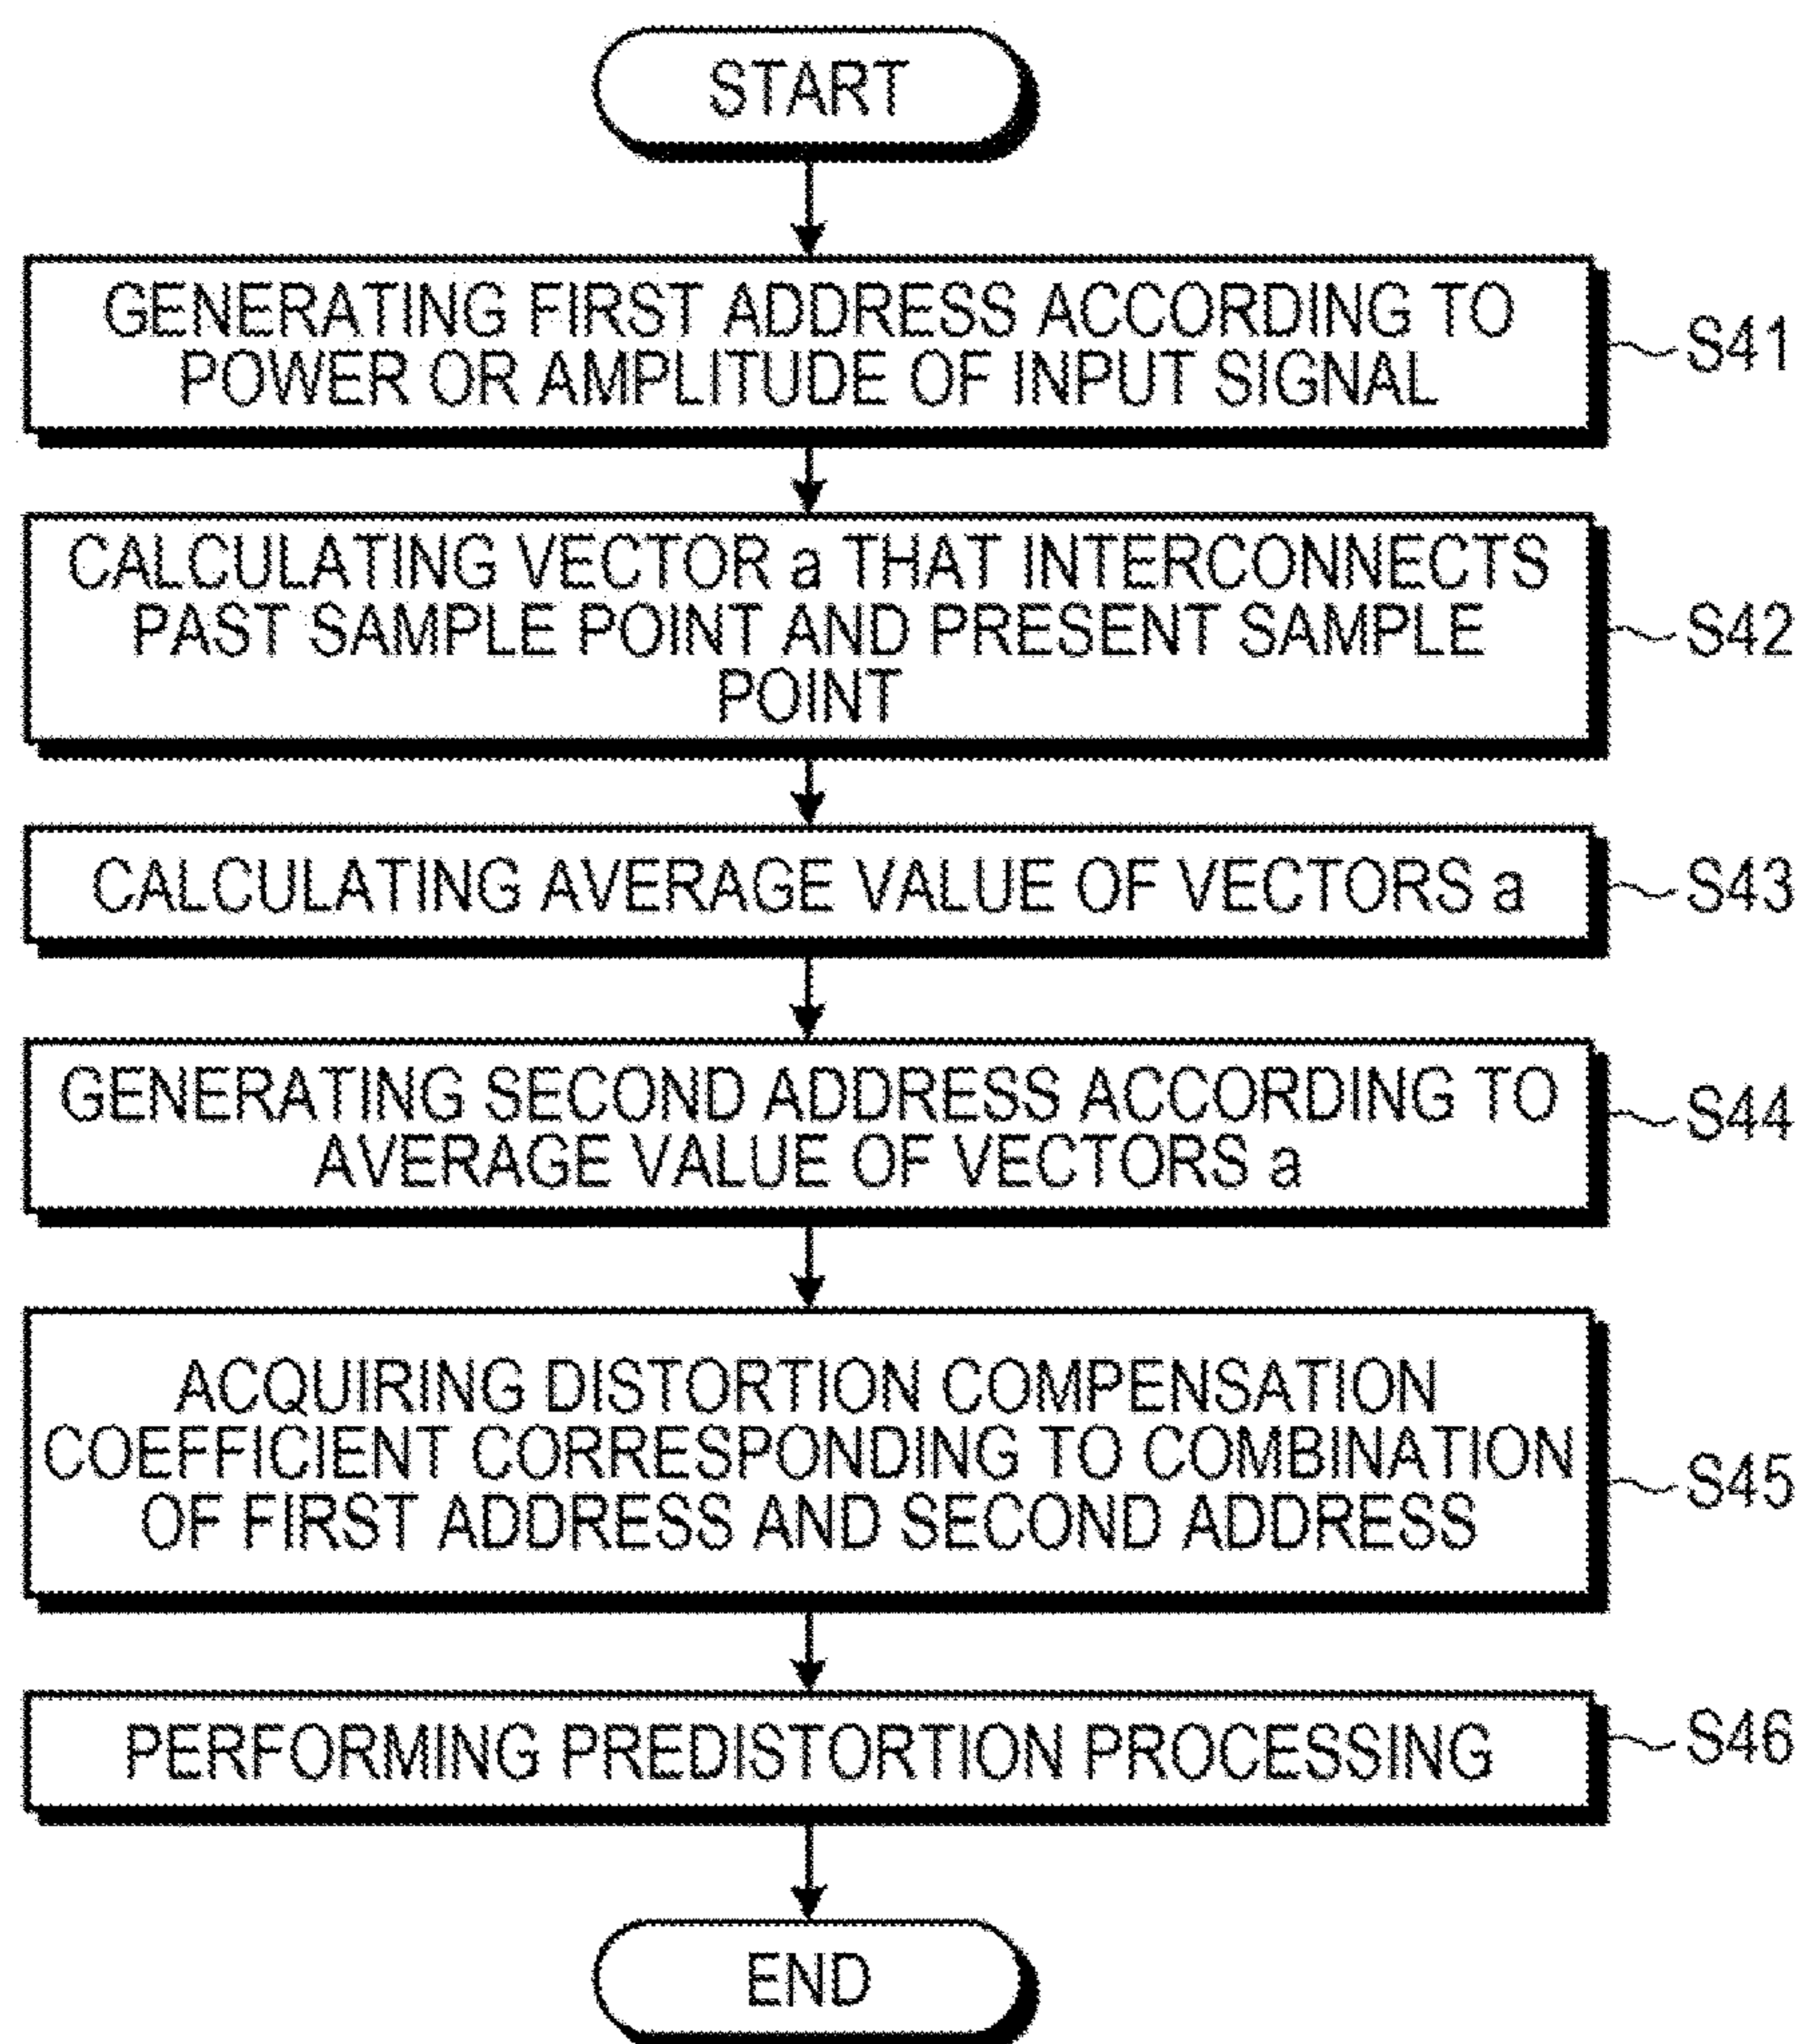 START
GENERATING FIRST ADDRESS ACCORDING TO
POWER OR AMPLITUDE OF INPUT SIGNAL
S41
CALCULATING VECTOR a THAT INTERCONNECTS
PAST SAMPLE POINT AND PRESENT SAMPLE
POINT
S42
CALCULATING AVERAGE VALUE OF VECTORS a
S43
GENERATING SECOND ADDRESS ACCORDING TO
AVERAGE VALUE OF VECTORS a
S44
ACQUIRING DISTORTION COMPENSATION
COEFFICIENT CORRESPONDING TO COMBINATION
OF FIRST ADDRESS AND SECOND ADDRESS
S45
PERFORMING PREDISTORTION PROCESSING
S46
END